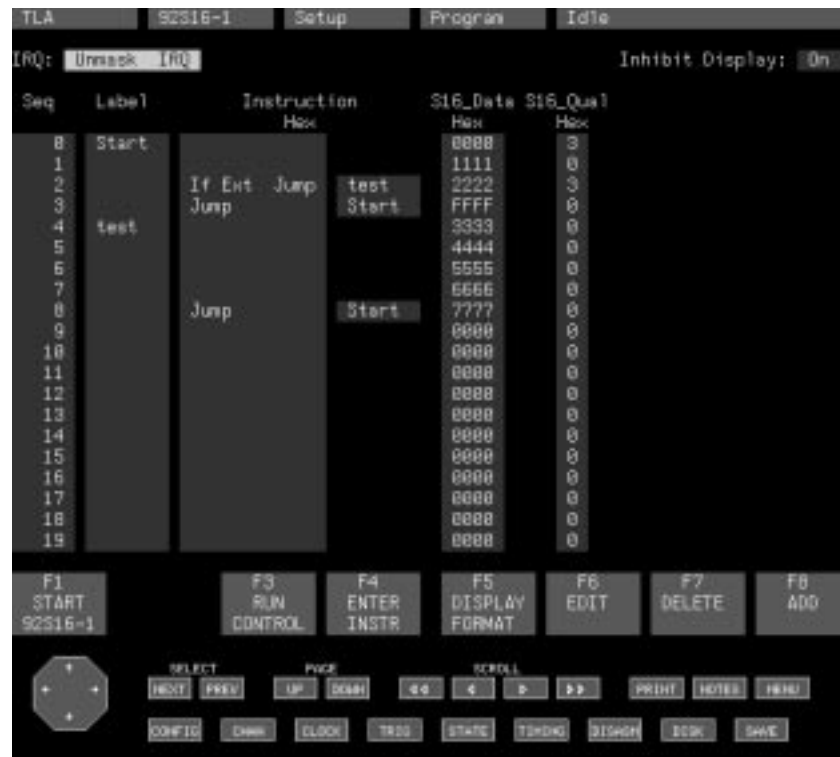 TLA 92S16-1 Setup Program Idle
IRQ: Unmask IRQ Inhibit Display: On
Seq Label Instruction S16_Data S16_Qual
Hex Hex Hex
0 Start 0000 3
1 1111 0
2 If Ext Jump test 2222 3
3 Jump Start FFFF 0
4 test 3333 0
5 4444 0
6 5555 0
7 6666 0
8 Jump Start 7777 0
9 0000 0
10 0000 0
11 0000 0
12 0000 0
13 0000 0
14 0000 0
15 0000 0
16 0000 0
17 0000 0
18 0000 0
19 0000 0
F1 F3 F4 F5 F6 F7 F8
START RUN ENTER DISPLAY EDIT DELETE ADD
92S16-1 CONTROL INSTR FORMAT
SELECT PAGE SCROLL
NEXT PREV UP DOWN PRINT NOTES MENU
CONFIG CHAN CLOCK TRIG STATE TIMING DISASM DISK SAVE